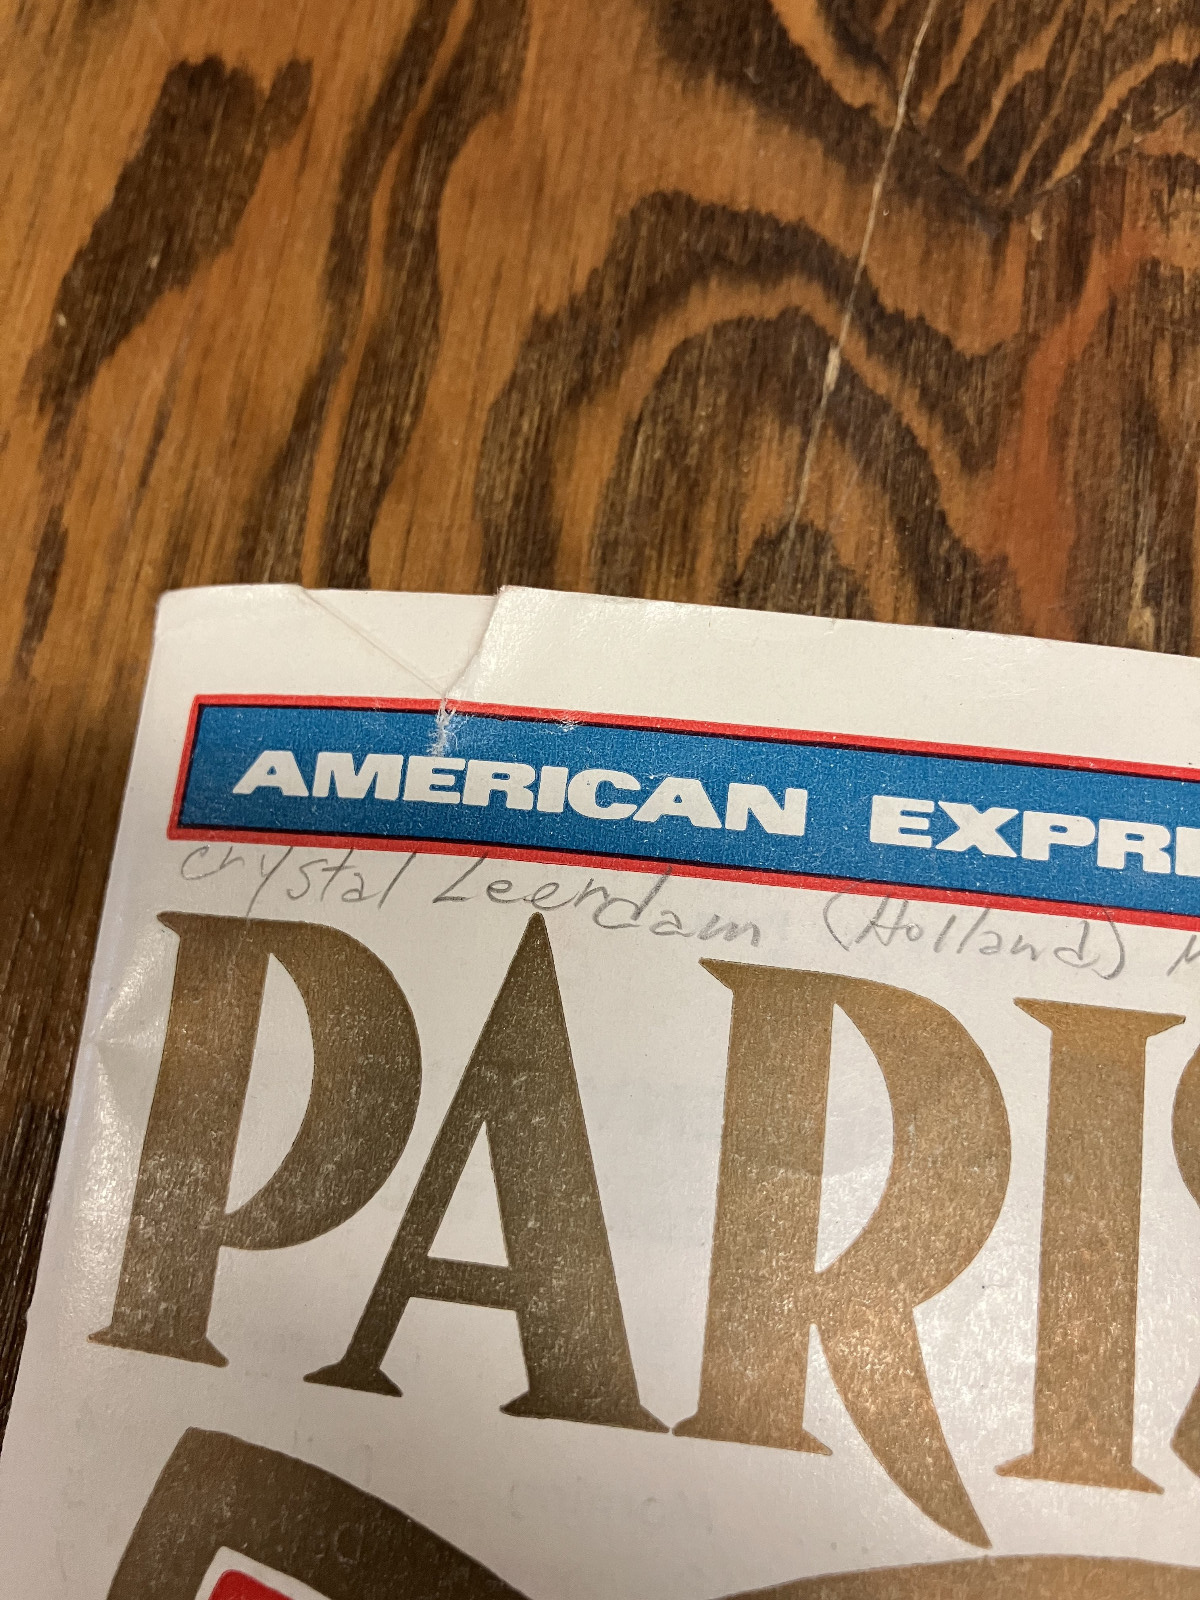 AMERICAN EXPR
Crystal Leerdam (Holland)
PARIS